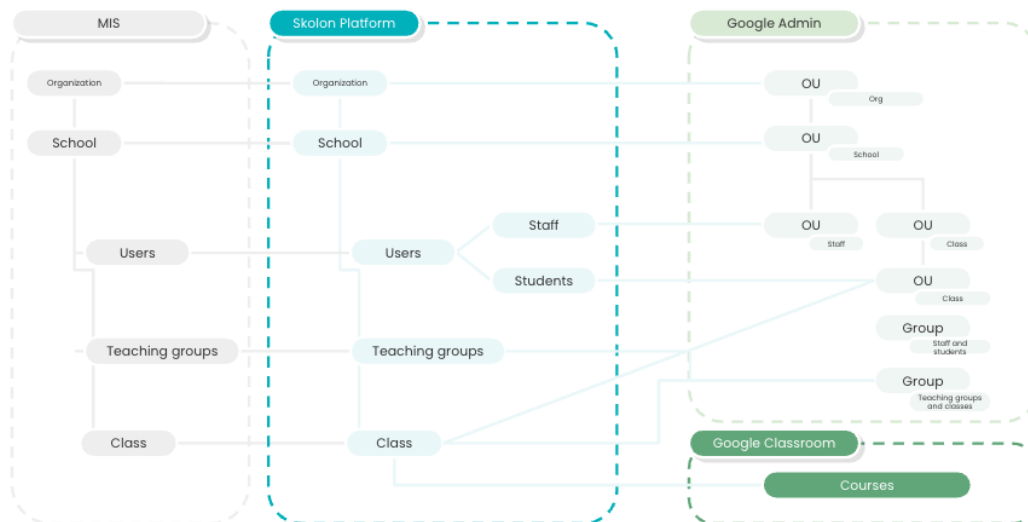 MIS
Skolon Platform
Google Admin
Organization
Organization
OU
Org
School
School
OU
School
Users
Users
Staff
Students
OU
Staff
OU
Class
OU
Class
Teaching groups
Teaching groups
Group
Staff and
students
Group
Teaching groups
and classes
Class
Class
Google Classroom
Courses